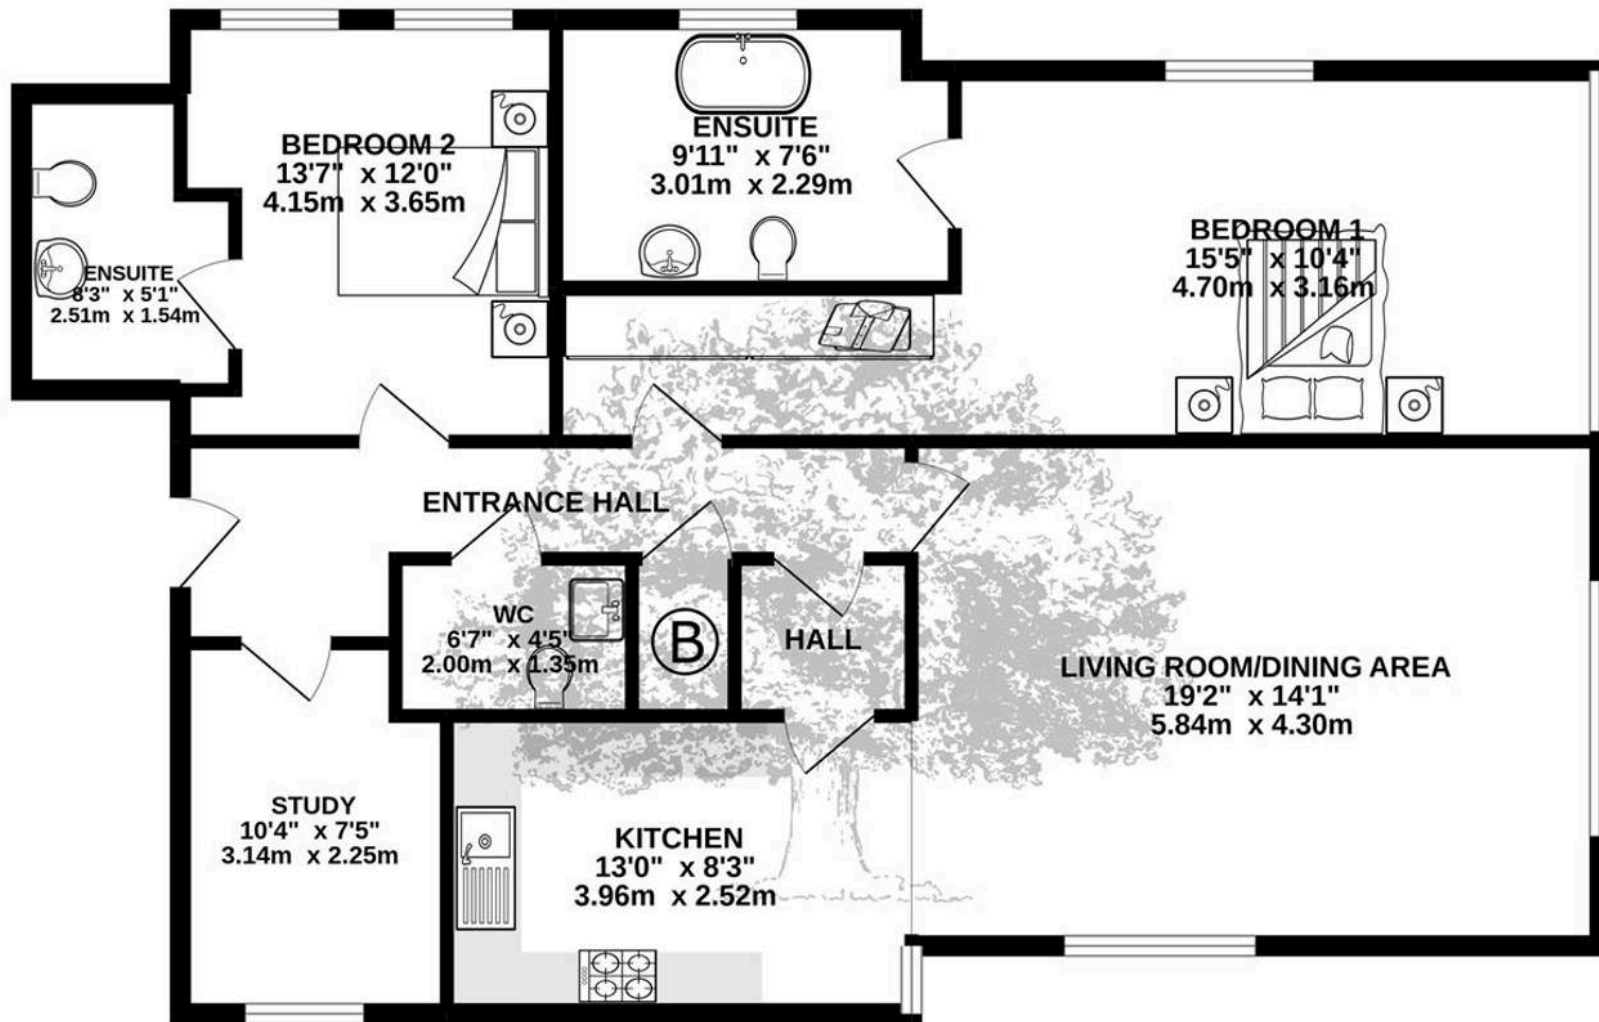 BEDROOM 2
13'7" x 12'0"
4.15m x 3.65m
ENSUITE
9'11" x 7'6"
3.01m x 2.29m
BEDROOM 1
15'5" x 10'4"
4.70m x 3.16m
ENSUITE
8'3" x 5'1"
2.51m x 1.54m
ENTRANCE HALL
WC
6'7" x 4'5"
2.00m x 1.35m
B
HALL
LIVING ROOM/DINING AREA
19'2" x 14'1"
5.84m x 4.30m
STUDY
10'4" x 7'5"
3.14m x 2.25m
KITCHEN
13'0" x 8'3"
3.96m x 2.52m